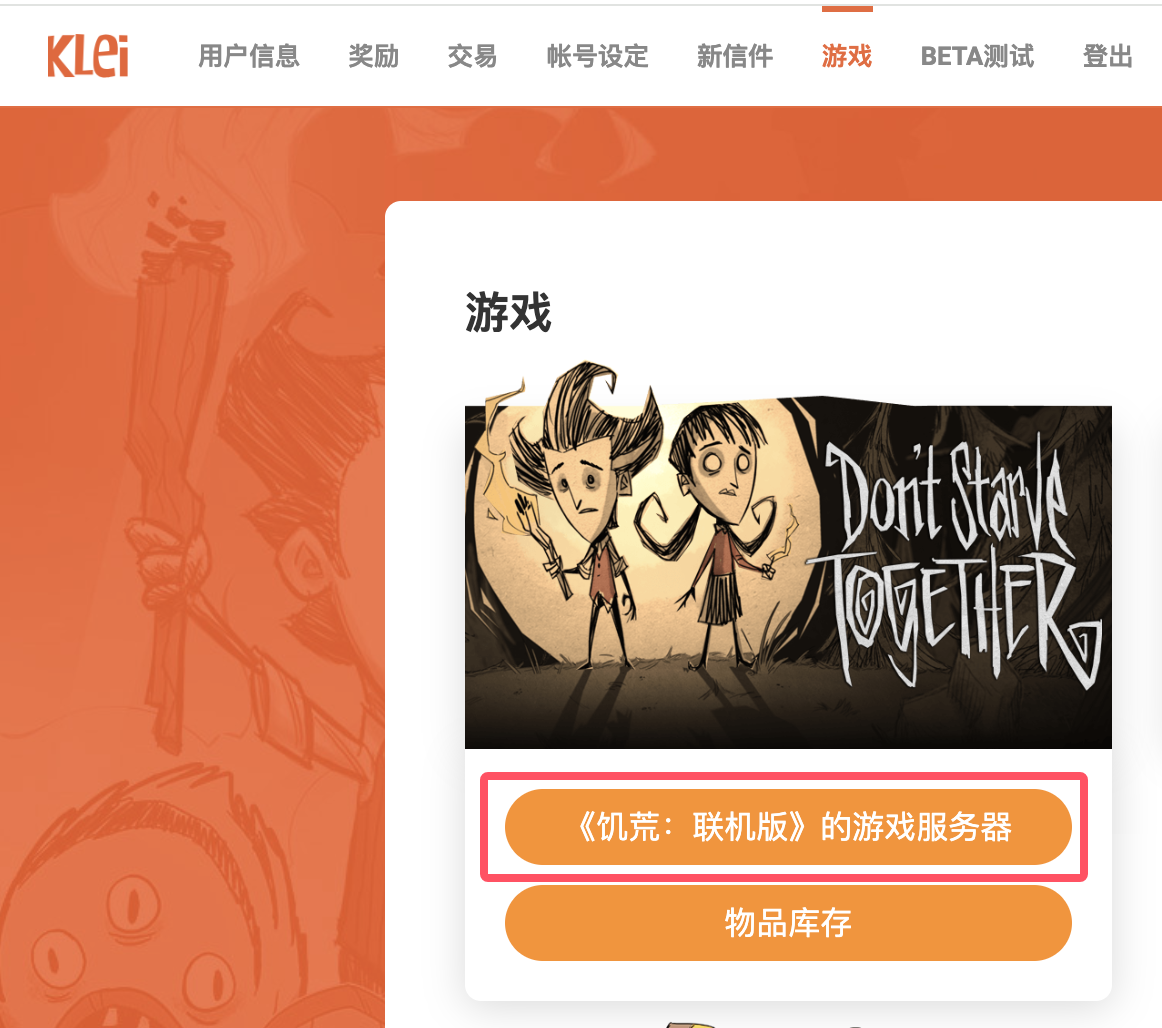 KLEi 用户信息 奖励 交易 帐号设定 新信件 游戏 BETA测试 登出
游戏
Don't Starve
TOGETHER
《饥荒：联机版》的游戏服务器
物品库存